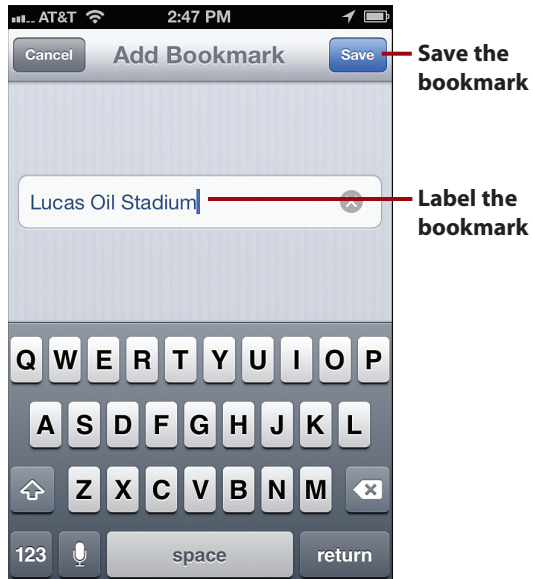 AT&T 2:47 PM
Cancel Add Bookmark Save
Save the
bookmark
Lucas Oil Stadium
Label the
bookmark
Q W E R T Y U I O P
A S D F G H J K L
Z X C V B N M
123 space return